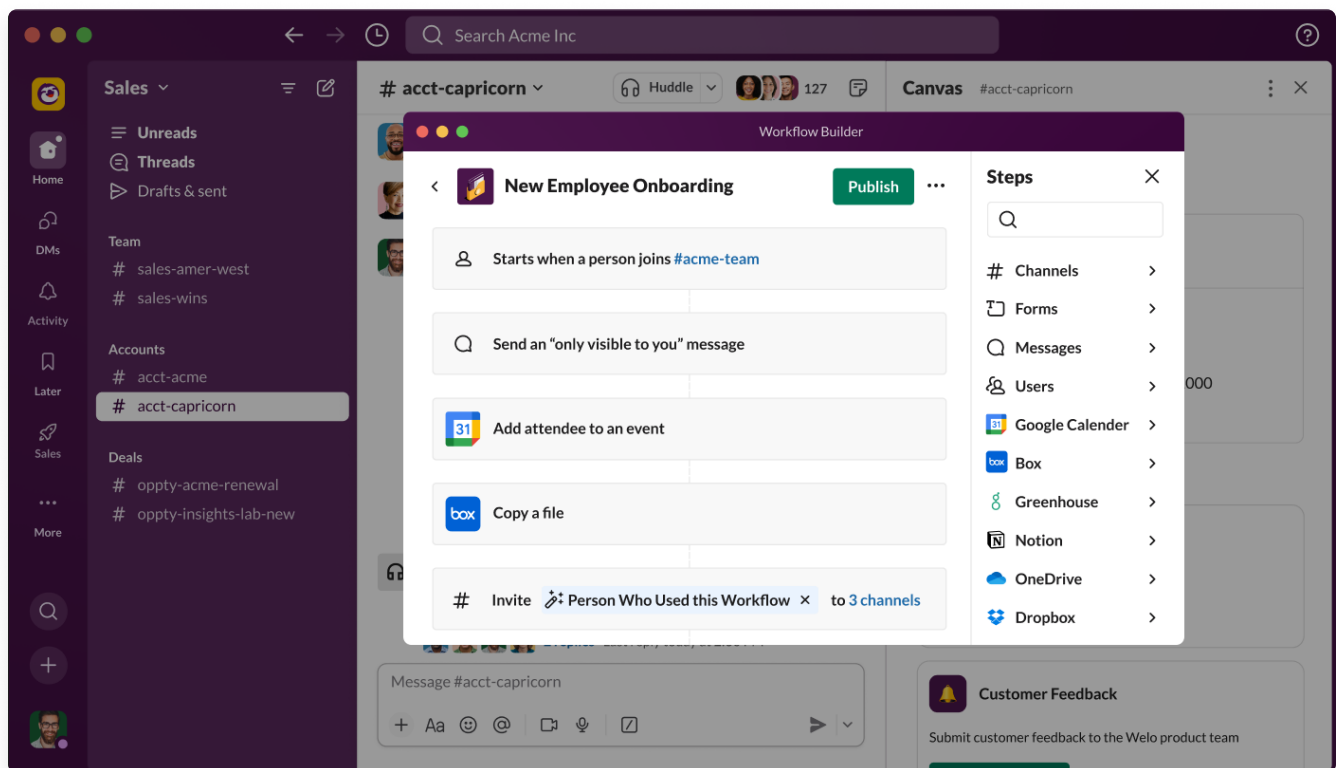 Search Acme Inc
Sales
Unreads
Threads
Drafts & sent
Team
# sales-amer-west
# sales-wins
Accounts
# acct-acme
# acct-capricorn
Deals
# oppty-acme-renewal
# oppty-insights-lab-new
Home
DMs
Activity
Later
Sales
More
# acct-capricorn
Huddle
127
Canvas #acct-capricorn
Workflow Builder
New Employee Onboarding
Publish
Starts when a person joins #acme-team
Send an “only visible to you” message
31 Add attendee to an event
box Copy a file
# Invite Person Who Used this Workflow × to 3 channels
Steps
# Channels
Forms
Messages
Users
31 Google Calender
box Box
Greenhouse
Notion
OneDrive
Dropbox
000
Message #acct-capricorn
Aa
Customer Feedback
Submit customer feedback to the Welo product team